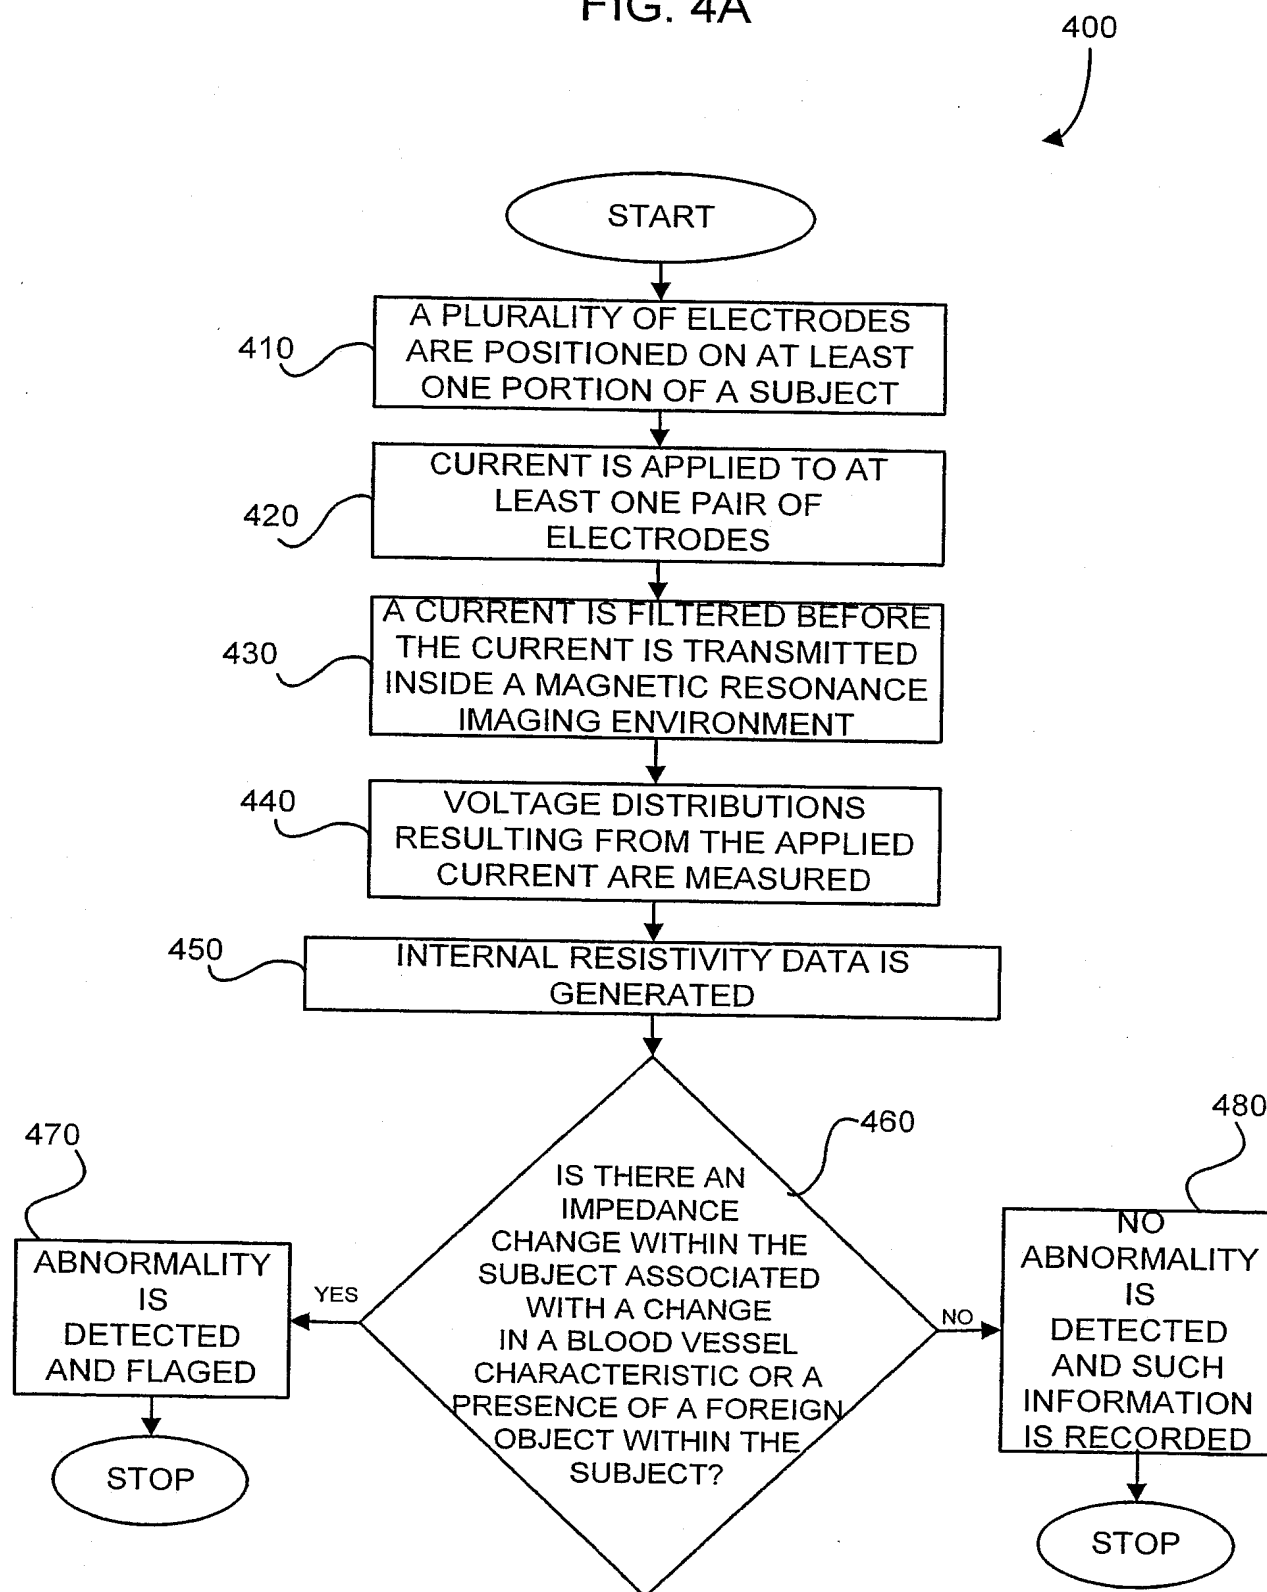 FIG. 4A
400
START
410
A PLURALITY OF ELECTRODES
ARE POSITIONED ON AT LEAST
ONE PORTION OF A SUBJECT
420
CURRENT IS APPLIED TO AT
LEAST ONE PAIR OF
ELECTRODES
430
A CURRENT IS FILTERED BEFORE
THE CURRENT IS TRANSMITTED
INSIDE A MAGNETIC RESONANCE
IMAGING ENVIRONMENT
440
VOLTAGE DISTRIBUTIONS
RESULTING FROM THE APPLIED
CURRENT ARE MEASURED
450
INTERNAL RESISTIVITY DATA IS
GENERATED
460
IS THERE AN
IMPEDANCE
CHANGE WITHIN THE
SUBJECT ASSOCIATED
WITH A CHANGE
IN A BLOOD VESSEL
CHARACTERISTIC OR A
PRESENCE OF A FOREIGN
OBJECT WITHIN THE
SUBJECT?
YES
470
ABNORMALITY
IS
DETECTED
AND FLAGED
STOP
NO
480
NO
ABNORMALITY
IS
DETECTED
AND SUCH
INFORMATION
IS RECORDED
STOP